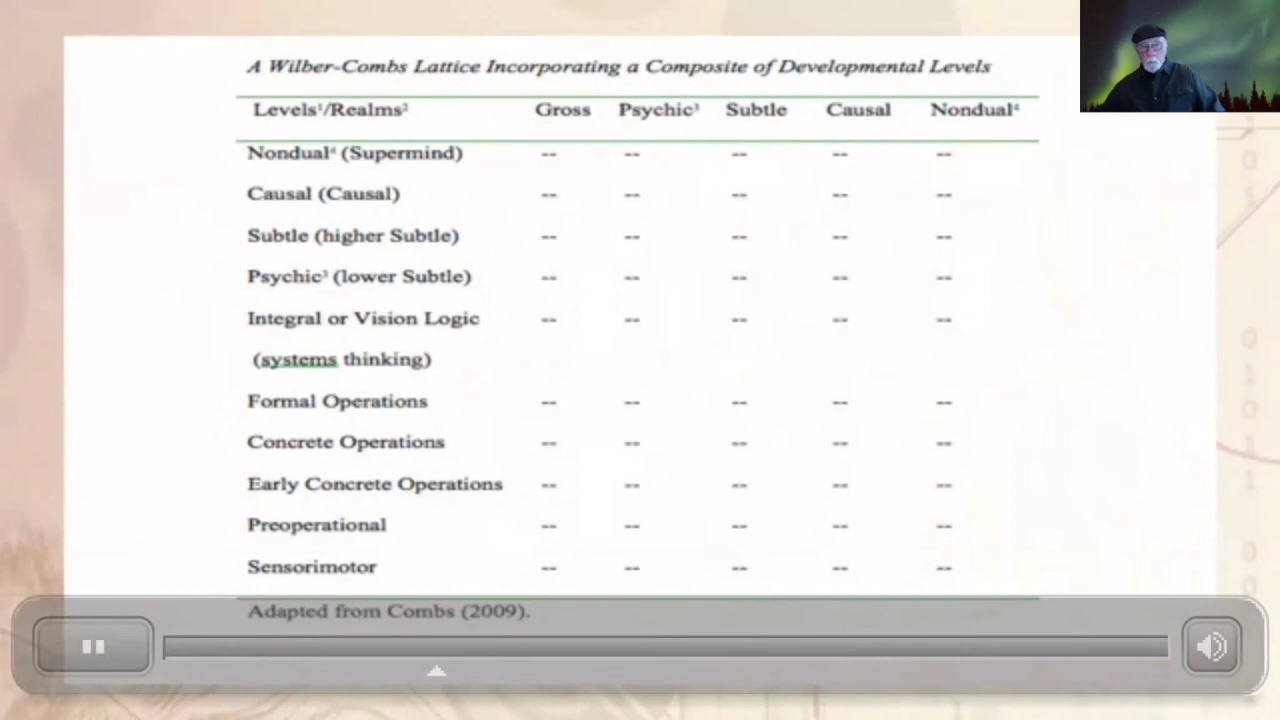 A Wilber-Combs Lattice Incorporating a Composite of Developmental Levels
Levels¹/Realms² Gross Psychic³ Subtle Causal Nondual⁴
Nondual⁴ (Supermind) -- -- -- -- --
Causal (Causal) -- -- -- -- --
Subtle (higher Subtle) -- -- -- -- --
Psychic³ (lower Subtle) -- -- -- -- --
Integral or Vision Logic -- -- -- -- --
(systems thinking)
Formal Operations -- -- -- -- --
Concrete Operations -- -- -- -- --
Early Concrete Operations -- -- -- -- --
Preoperational -- -- -- -- --
Sensorimotor -- -- -- -- --
Adapted from Combs (2009).